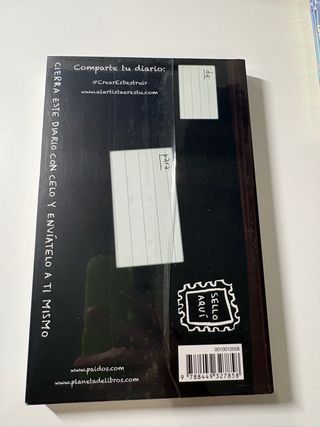 Comparte tu diario:
#CrearEsDestruir
www.elartistaerestu.com
de
para
CIERRA ESTE DIARIO CON CELO Y ENVÍATELO A TI MISMO
SELLO
AQUÍ
0010010558
9 788449 327858
www.paidos.com
www.planetadelibros.com